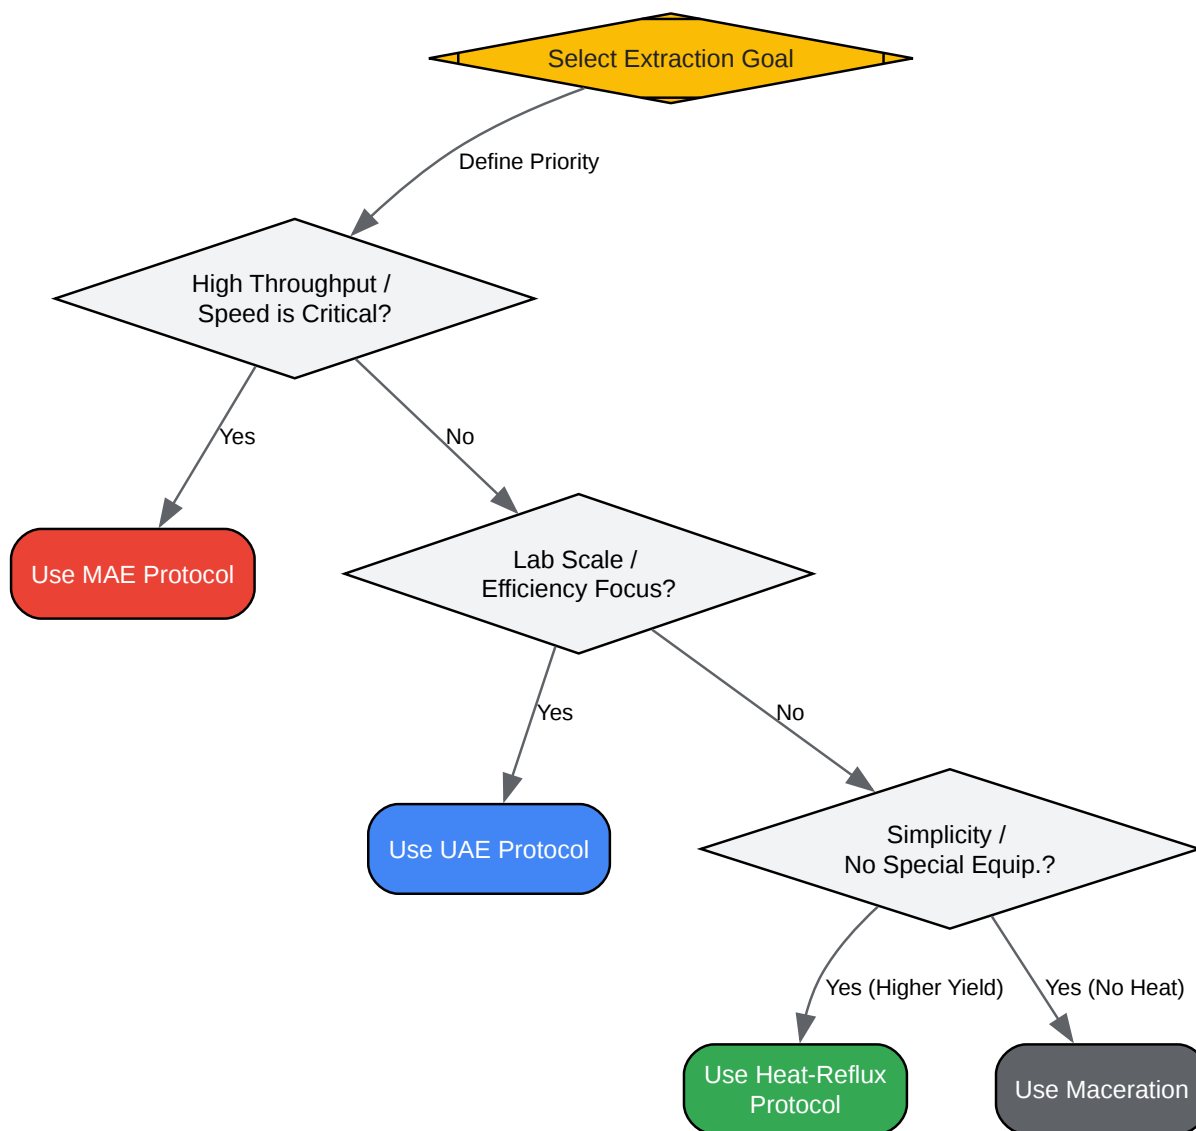 Select Extraction Goal
Define Priority
High Throughput /
Speed is Critical?
Yes
No
Use MAE Protocol
Lab Scale /
Efficiency Focus?
Yes
No
Use UAE Protocol
Simplicity /
No Special Equip.?
Yes (Higher Yield)
Yes (No Heat)
Use Heat-Reflux
Protocol
Use Maceration